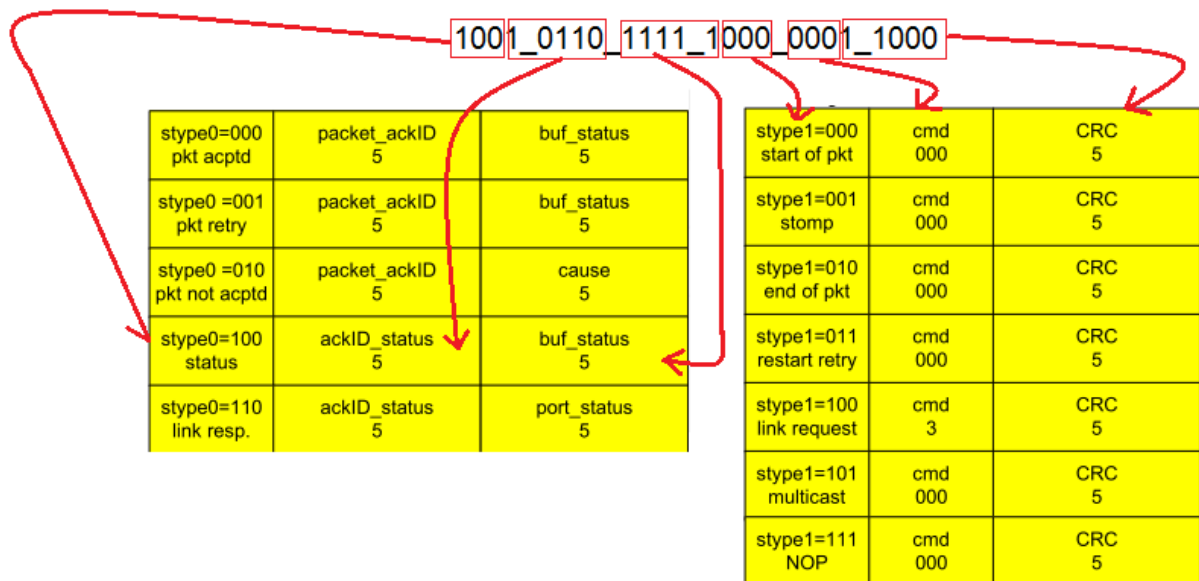 1001_0110_1111_1000_0001_1000
stype0=000 packet_ackID buf_status
pkt acptd 5 5
stype0 =001 packet_ackID buf_status
pkt retry 5 5
stype0 =010 packet_ackID cause
pkt not acptd 5 5
stype0=100 ackID_status buf_status
status 5 5
stype0=110 ackID_status port_status
link resp. 5 5
stype1=000 cmd CRC
start of pkt 000 5
stype1=001 cmd CRC
stomp 000 5
stype1=010 cmd CRC
end of pkt 000 5
stype1=011 cmd CRC
restart retry 000 5
stype1=100 cmd CRC
link request 3 5
stype1=101 cmd CRC
multicast 000 5
stype1=111 cmd CRC
NOP 000 5